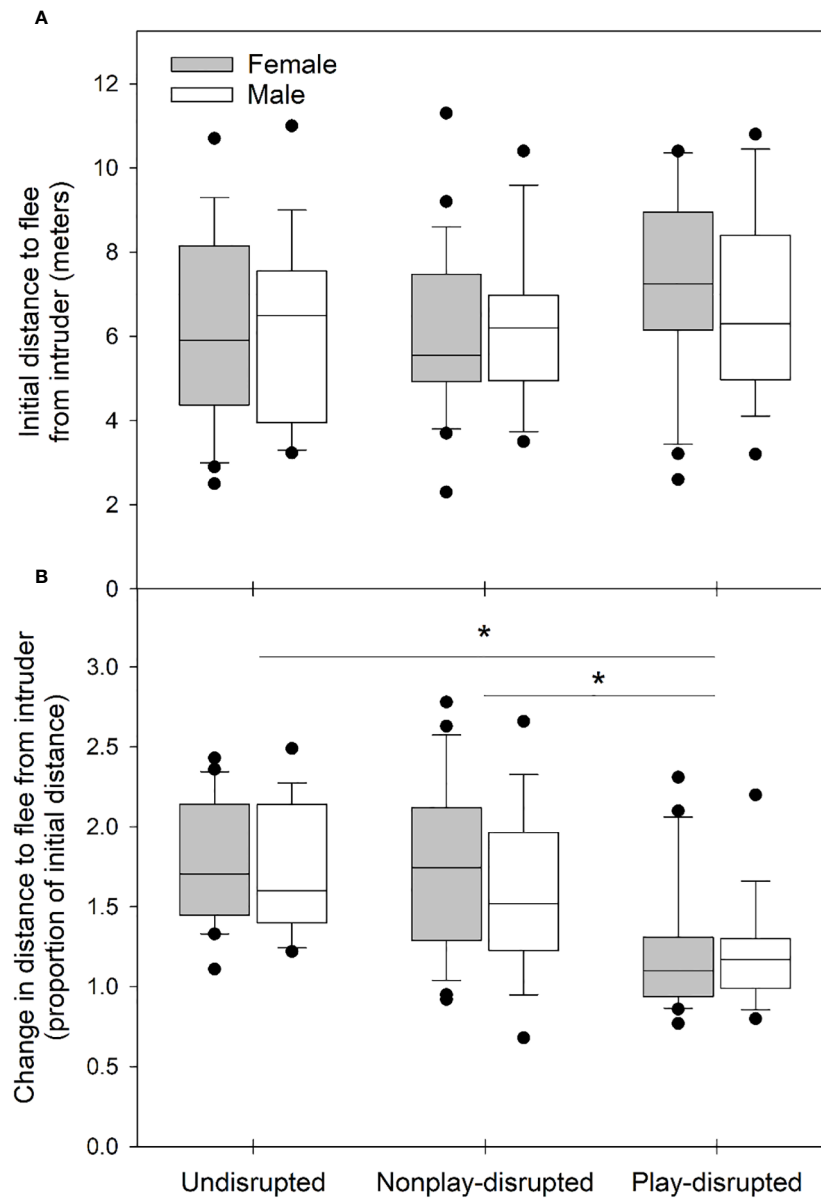 A
Female
Male
12
10
8
6
4
2
0
Initial distance to flee
from intruder (meters)
B
*
*
3.0
2.5
2.0
1.5
1.0
0.5
0.0
Change in distance to flee from intruder
(proportion of initial distance)
Undisrupted Nonplay-disrupted Play-disrupted